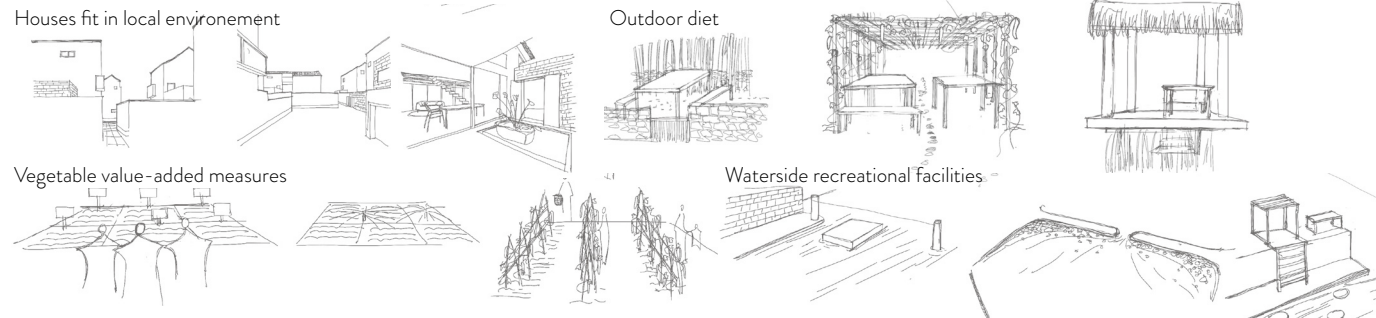 Houses fit in local environement
Outdoor diet
Vegetable value-added measures
Waterside recreational facilities